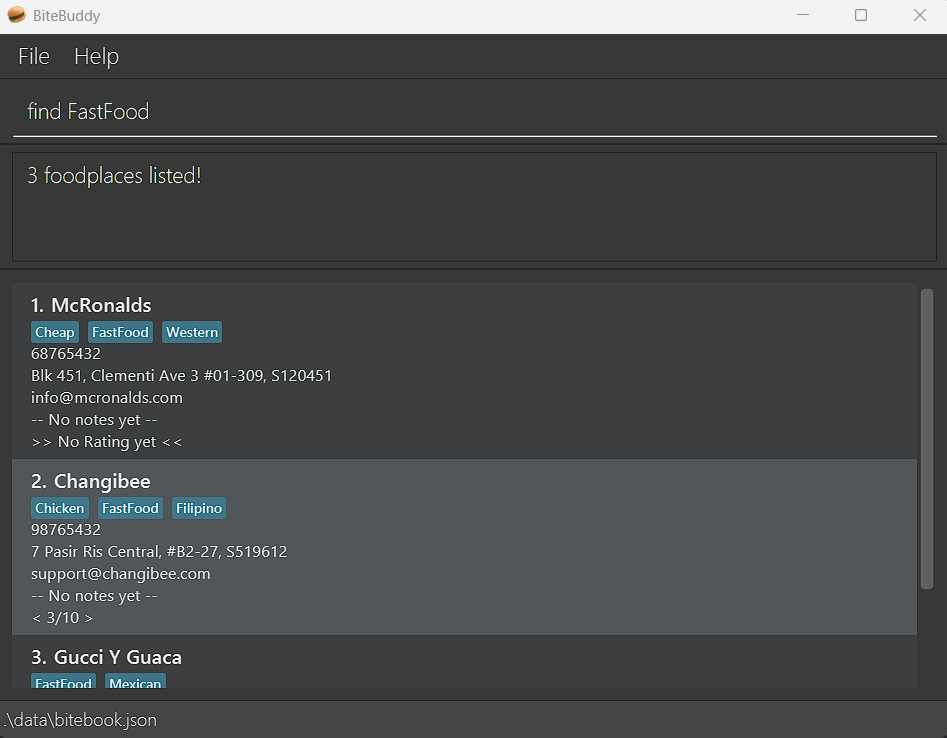 BiteBuddy
File Help
find FastFood
3 foodplaces listed!
1. McRonalds
Cheap FastFood Western
68765432
Blk 451, Clementi Ave 3 #01-309, S120451
info@mcronalds.com
-- No notes yet --
>> No Rating yet <<
2. Changibee
Chicken FastFood Filipino
98765432
7 Pasir Ris Central, #B2-27, S519612
support@changibee.com
-- No notes yet --
< 3/10 >
3. Gucci Y Guaca
FastFood Mexican
.\data\bitebook.json